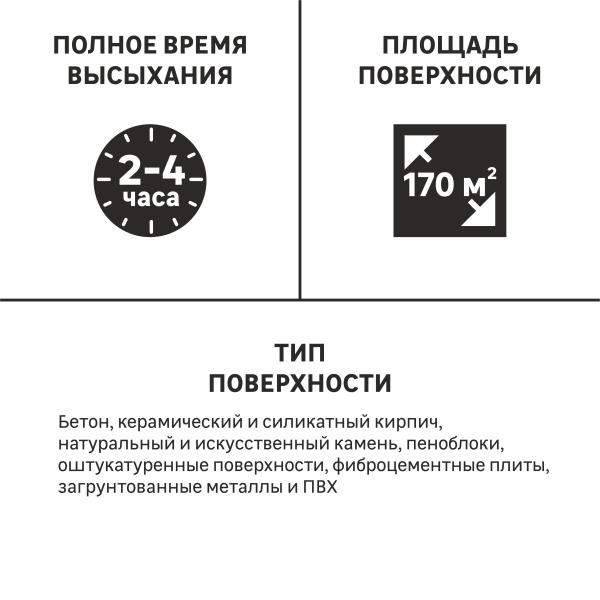 ПОЛНОЕ ВРЕМЯ
ВЫСЫХАНИЯ
2-4
часа
ПЛОЩАДЬ
ПОВЕРХНОСТИ
170 м²
ТИП
ПОВЕРХНОСТИ
Бетон, керамический и силикатный кирпич,
натуральный и искусственный камень, пеноблоки,
оштукатуренные поверхности, фиброцементные плиты,
загрунтованные металлы и ПВХ